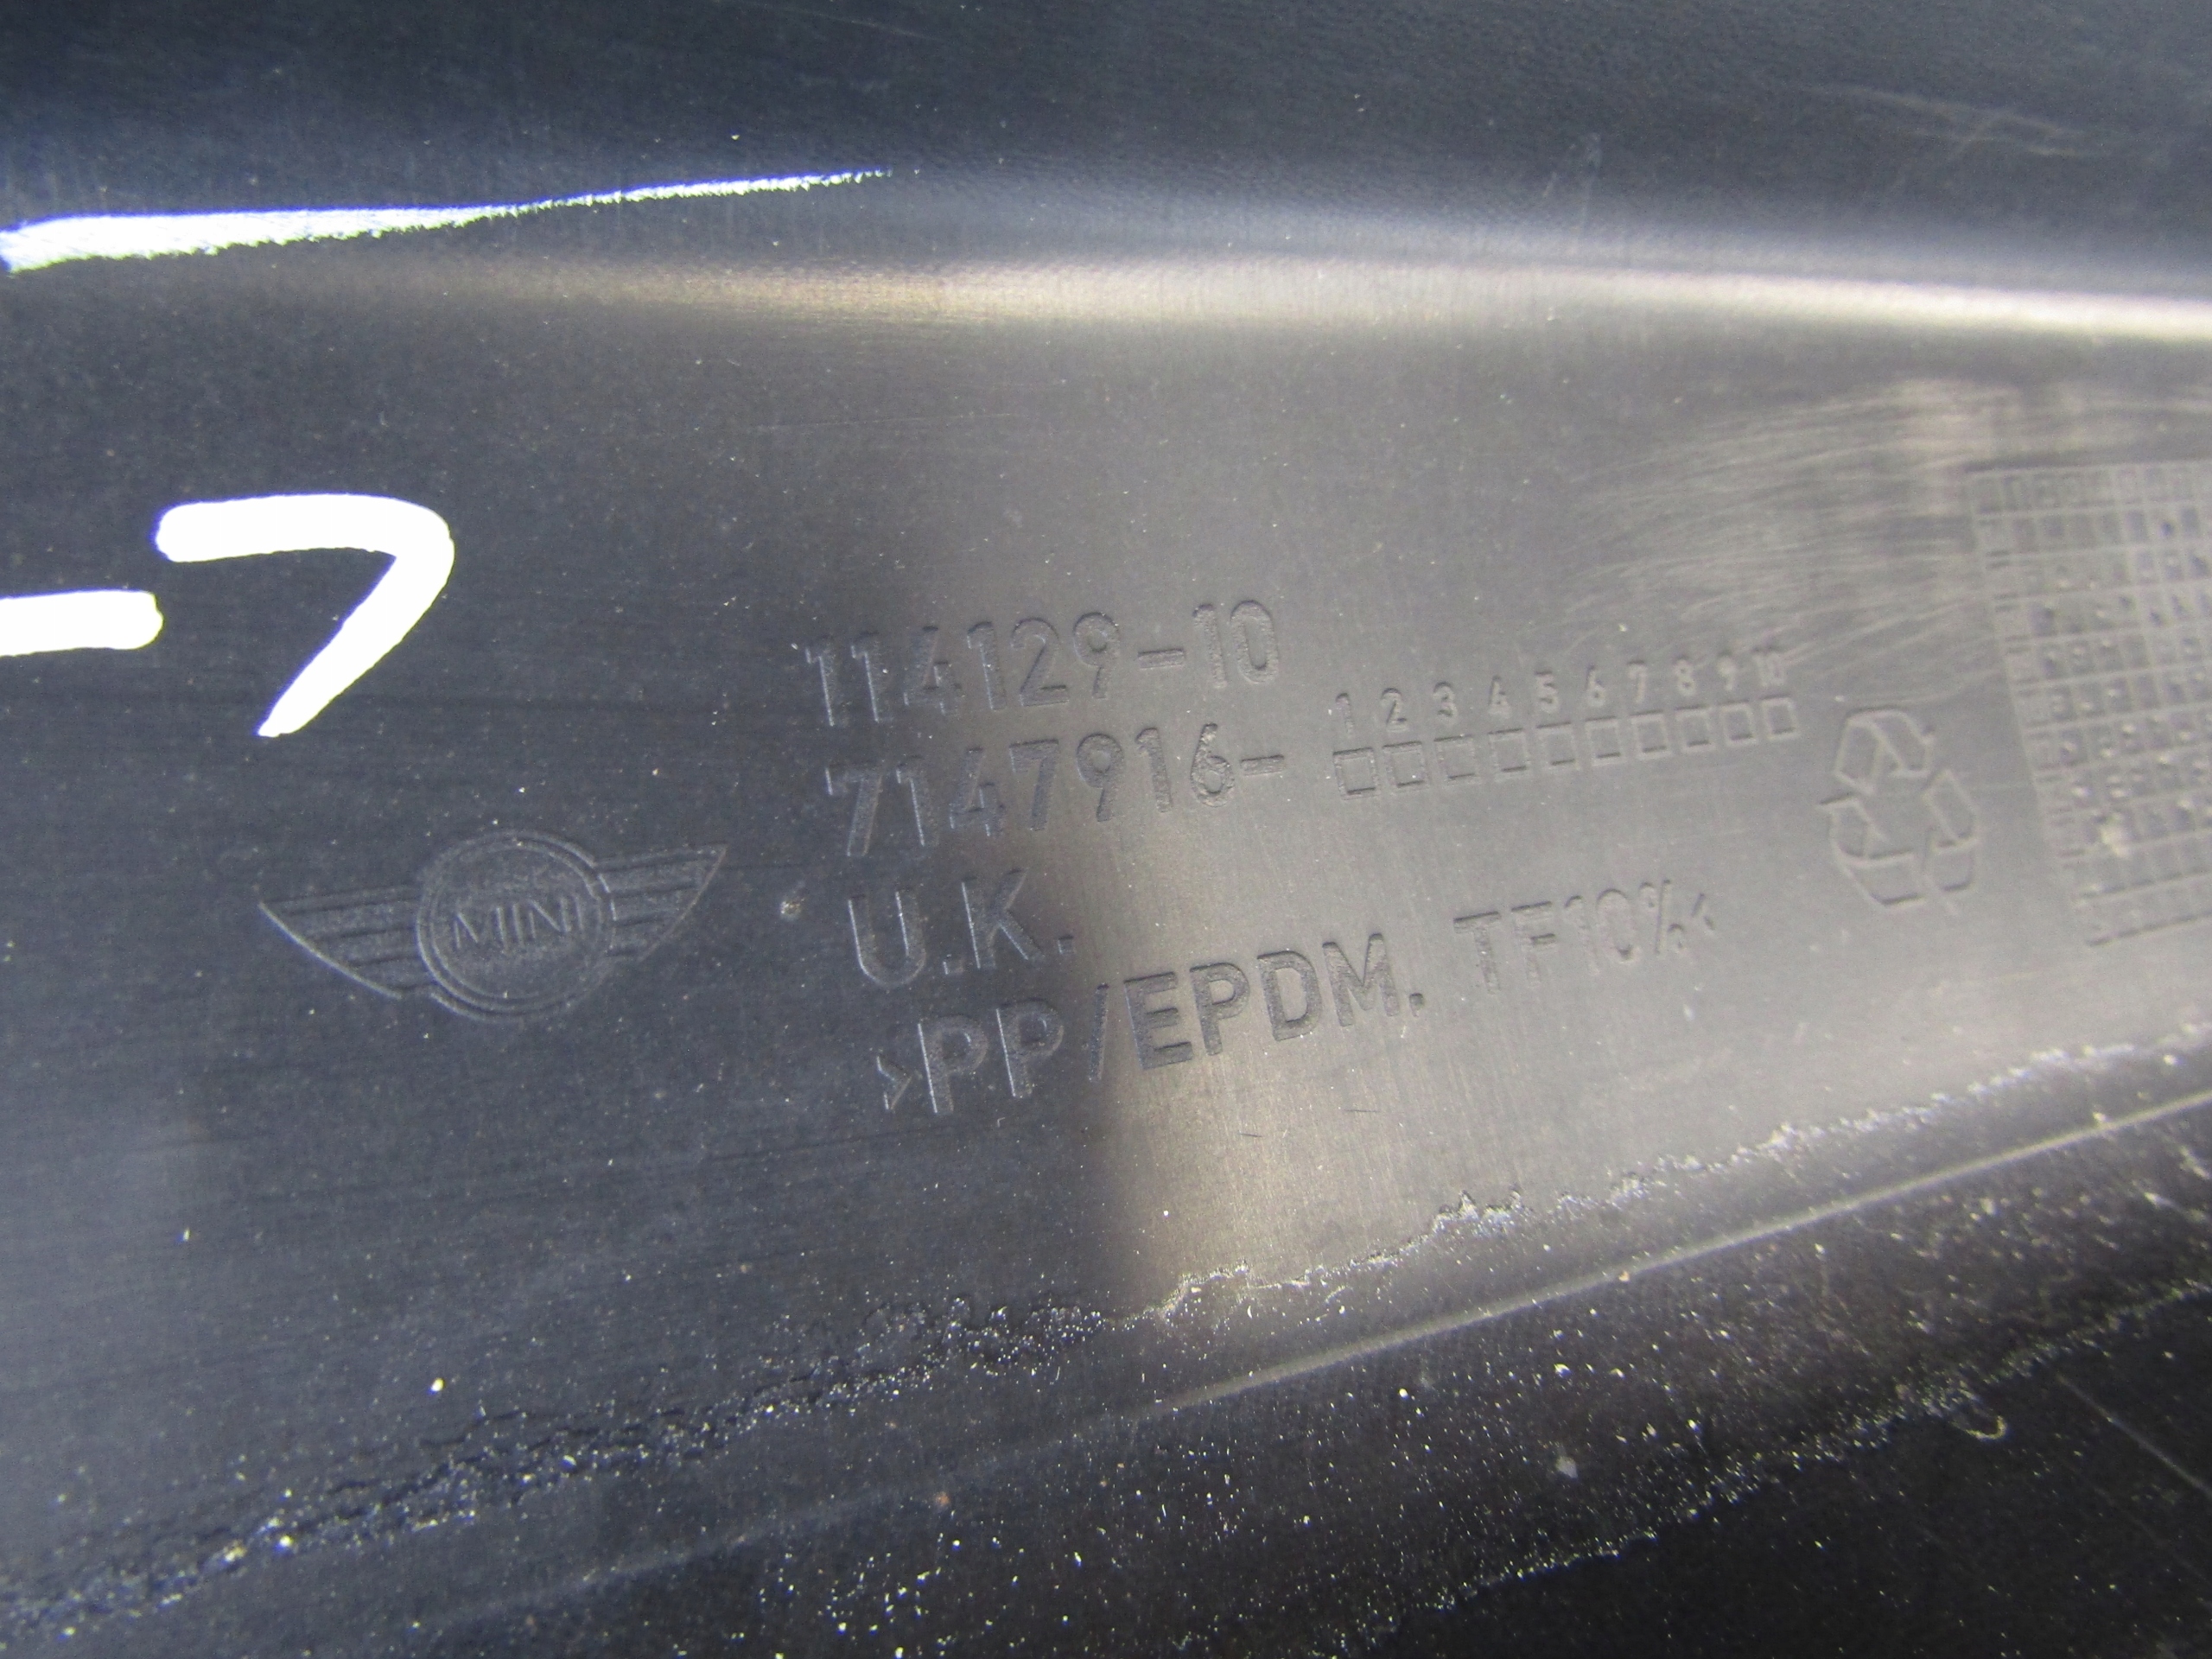 -7
114129-10
7147916- 1 2 3 4 5 6 7 8 9 10
MINI
U.K.
>PP/EPDM. TF10%<